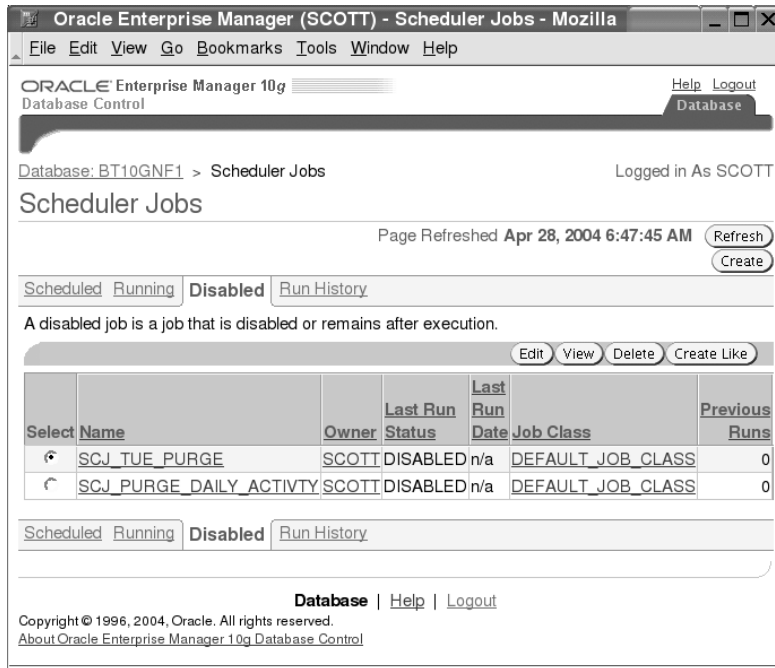 Oracle Enterprise Manager (SCOTT) - Scheduler Jobs - Mozilla
File Edit View Go Bookmarks Tools Window Help
ORACLE Enterprise Manager 10g
Database Control
Help Logout
Database
Database: BT10GNF1 > Scheduler Jobs
Logged in As SCOTT
Scheduler Jobs
Page Refreshed Apr 28, 2004 6:47:45 AM Refresh
Create
Scheduled Running Disabled Run History
A disabled job is a job that is disabled or remains after execution.
Edit View Delete Create Like
Select Name Owner Last Run Status Last Run Date Job Class Previous Runs
SCJ_TUE_PURGE SCOTT DISABLED n/a DEFAULT_JOB_CLASS 0
SCJ_PURGE_DAILY_ACTIVTY SCOTT DISABLED n/a DEFAULT_JOB_CLASS 0
Scheduled Running Disabled Run History
Database | Help | Logout
Copyright © 1996, 2004, Oracle. All rights reserved.
About Oracle Enterprise Manager 10g Database Control